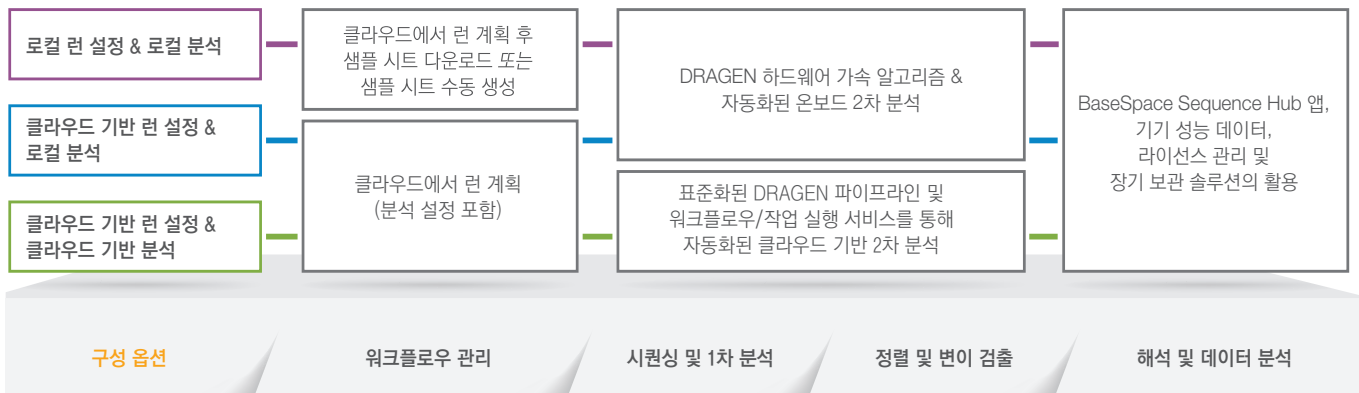 로컬 런 설정 & 로컬 분석
클라우드에서 런 계획 후
샘플 시트 다운로드 또는
샘플 시트 수동 생성
DRAGEN 하드웨어 가속 알고리즘 &
자동화된 온보드 2차 분석
BaseSpace Sequence Hub 앱,
기기 성능 데이터,
라이선스 관리 및
장기 보관 솔루션의 활용
클라우드 기반 런 설정 &
로컬 분석
클라우드에서 런 계획
(분석 설정 포함)
표준화된 DRAGEN 파이프라인 및
워크플로우/작업 실행 서비스를 통해
자동화된 클라우드 기반 2차 분석
클라우드 기반 런 설정 &
클라우드 기반 분석
구성 옵션
워크플로우 관리
시퀀싱 및 1차 분석
정렬 및 변이 검출
해석 및 데이터 분석